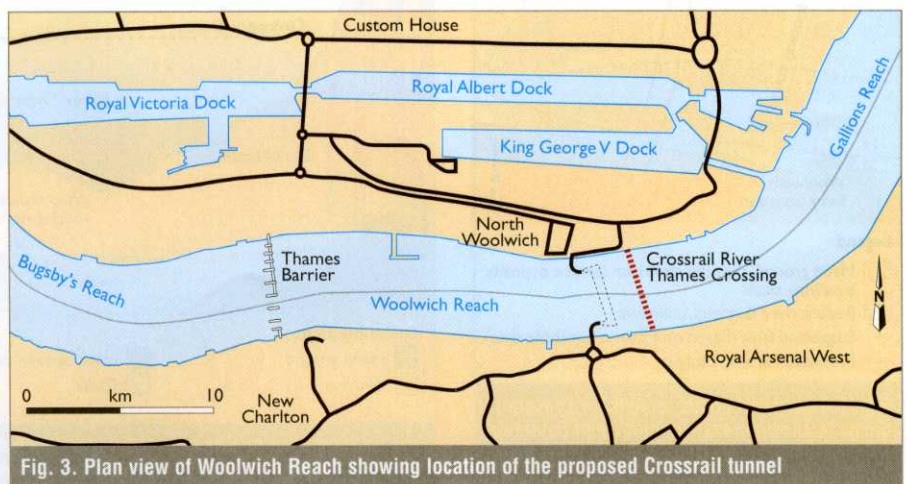 Custom House
Royal Victoria Dock
Royal Albert Dock
King George V Dock
Gallions Reach
North
Woolwich
Thames
Barrier
Crossrail River
Thames Crossing
Bugsby's Reach
Woolwich Reach
N
Royal Arsenal West
0 km 10
New
Charlton
Fig. 3. Plan view of Woolwich Reach showing location of the proposed Crossrail tunnel